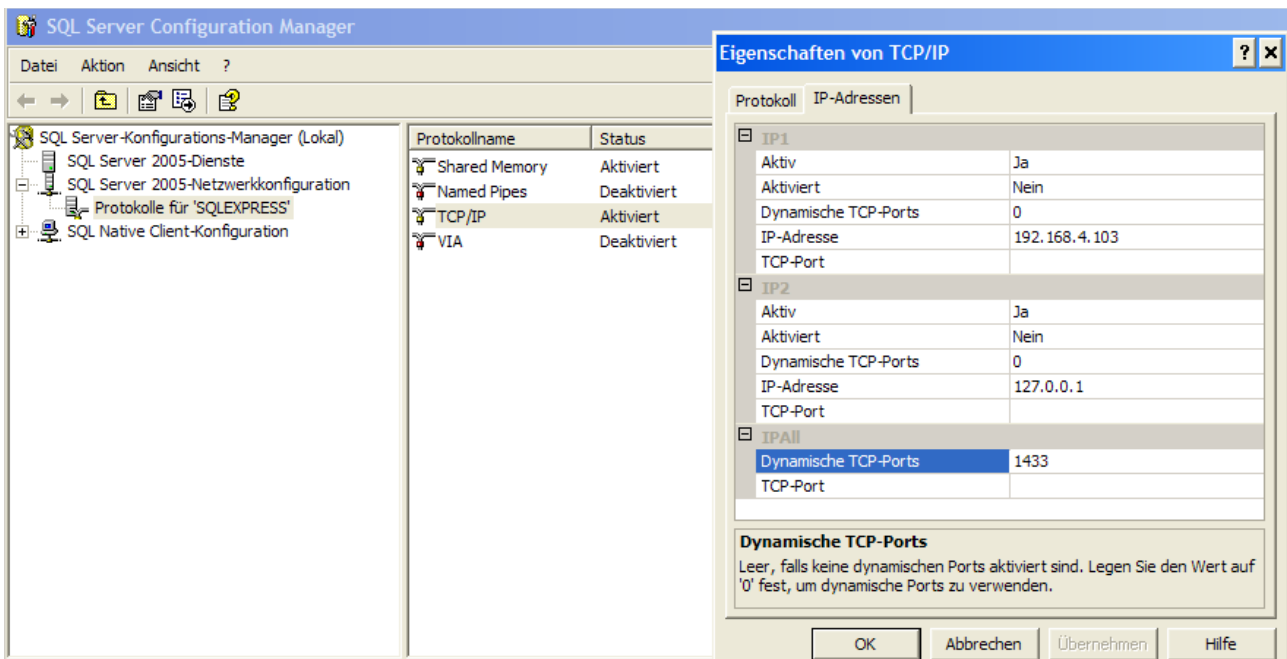 SQL Server Configuration Manager
Datei Aktion Ansicht ?
SQL Server-Konfigurations-Manager (Lokal)
SQL Server 2005-Dienste
SQL Server 2005-Netzwerkkonfiguration
Protokolle für 'SQLEXPRESS'
SQL Native Client-Konfiguration
Protokollname Status
Shared Memory Aktiviert
Named Pipes Deaktiviert
TCP/IP Aktiviert
VIA Deaktiviert
Eigenschaften von TCP/IP
Protokoll IP-Adressen
IP1
Aktiv Ja
Aktiviert Nein
Dynamische TCP-Ports 0
IP-Adresse 192.168.4.103
TCP-Port
IP2
Aktiv Ja
Aktiviert Nein
Dynamische TCP-Ports 0
IP-Adresse 127.0.0.1
TCP-Port
IPAll
Dynamische TCP-Ports 1433
TCP-Port
Dynamische TCP-Ports
Leer, falls keine dynamischen Ports aktiviert sind. Legen Sie den Wert auf
'0' fest, um dynamische Ports zu verwenden.
OK Abbrechen Übernehmen Hilfe